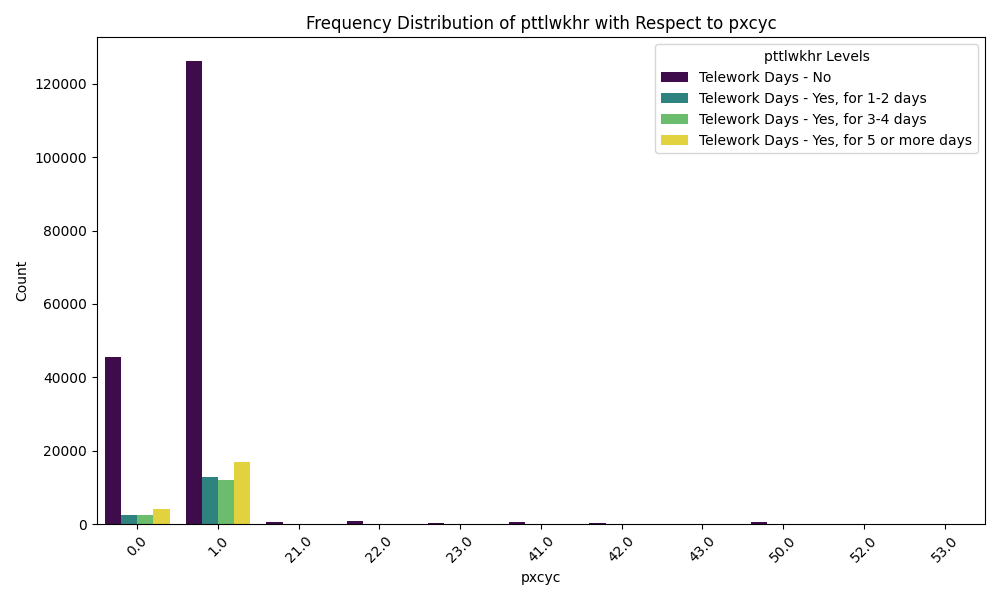 Frequency Distribution of pttlwkhr with Respect to pxcyc
pttlwkhr Levels
Telework Days - No
Telework Days - Yes, for 1-2 days
Telework Days - Yes, for 3-4 days
Telework Days - Yes, for 5 or more days
Count
120000
100000
80000
60000
40000
20000
0
0.0
1.0
21.0
22.0
23.0
41.0
42.0
43.0
50.0
52.0
53.0
pxcyc